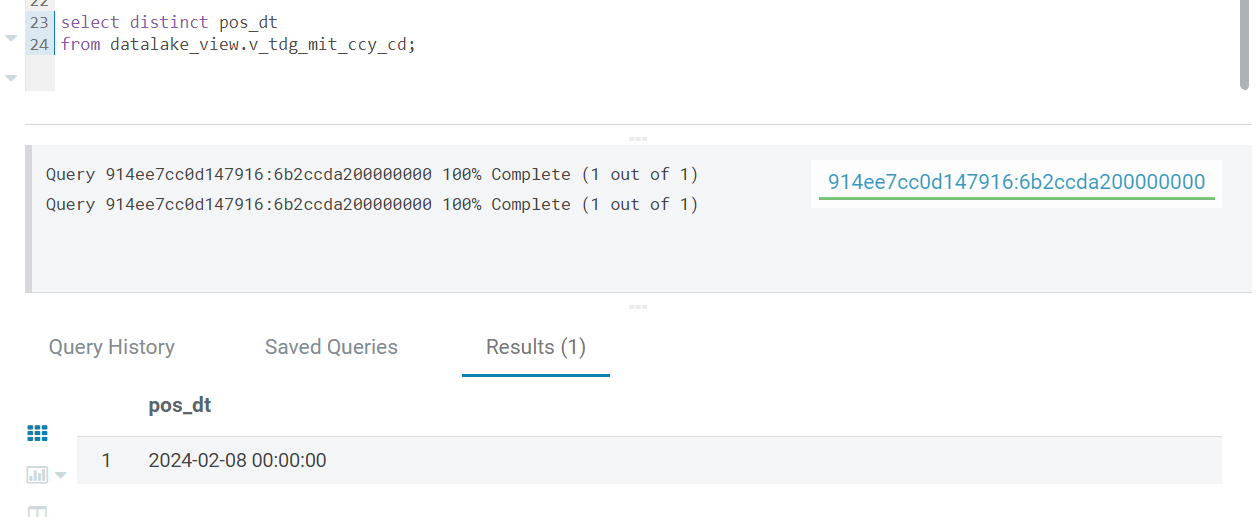 22
23 select distinct pos_dt
24 from datalake_view.v_tdg_mit_ccy_cd;
Query 914ee7cc0d147916:6b2ccda200000000 100% Complete (1 out of 1)
914ee7cc0d147916:6b2ccda200000000
Query 914ee7cc0d147916:6b2ccda200000000 100% Complete (1 out of 1)
Query History Saved Queries Results (1)
pos_dt
1 2024-02-08 00:00:00